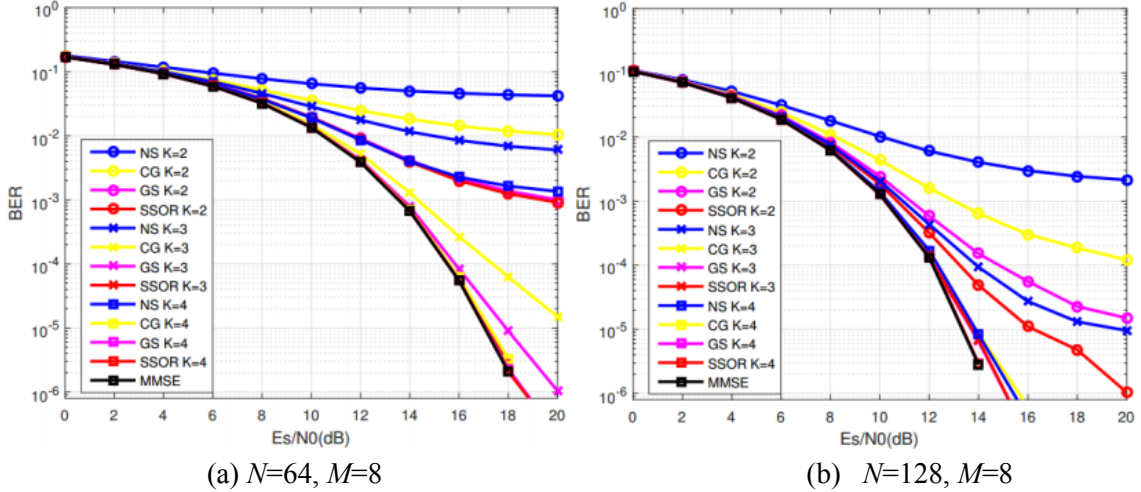 10^0
10^-1
10^-2
10^-3
10^-4
10^-5
10^-6
BER
NS K=2
CG K=2
GS K=2
SSOR K=2
NS K=3
CG K=3
GS K=3
SSOR K=3
NS K=4
CG K=4
GS K=4
SSOR K=4
MMSE
0 2 4 6 8 10 12 14 16 18 20
Es/N0(dB)
(a) N=64, M=8
10^0
10^-1
10^-2
10^-3
10^-4
10^-5
10^-6
BER
NS K=2
CG K=2
GS K=2
SSOR K=2
NS K=3
CG K=3
GS K=3
SSOR K=3
NS K=4
CG K=4
GS K=4
SSOR K=4
MMSE
0 2 4 6 8 10 12 14 16 18 20
Es/N0(dB)
(b) N=128, M=8